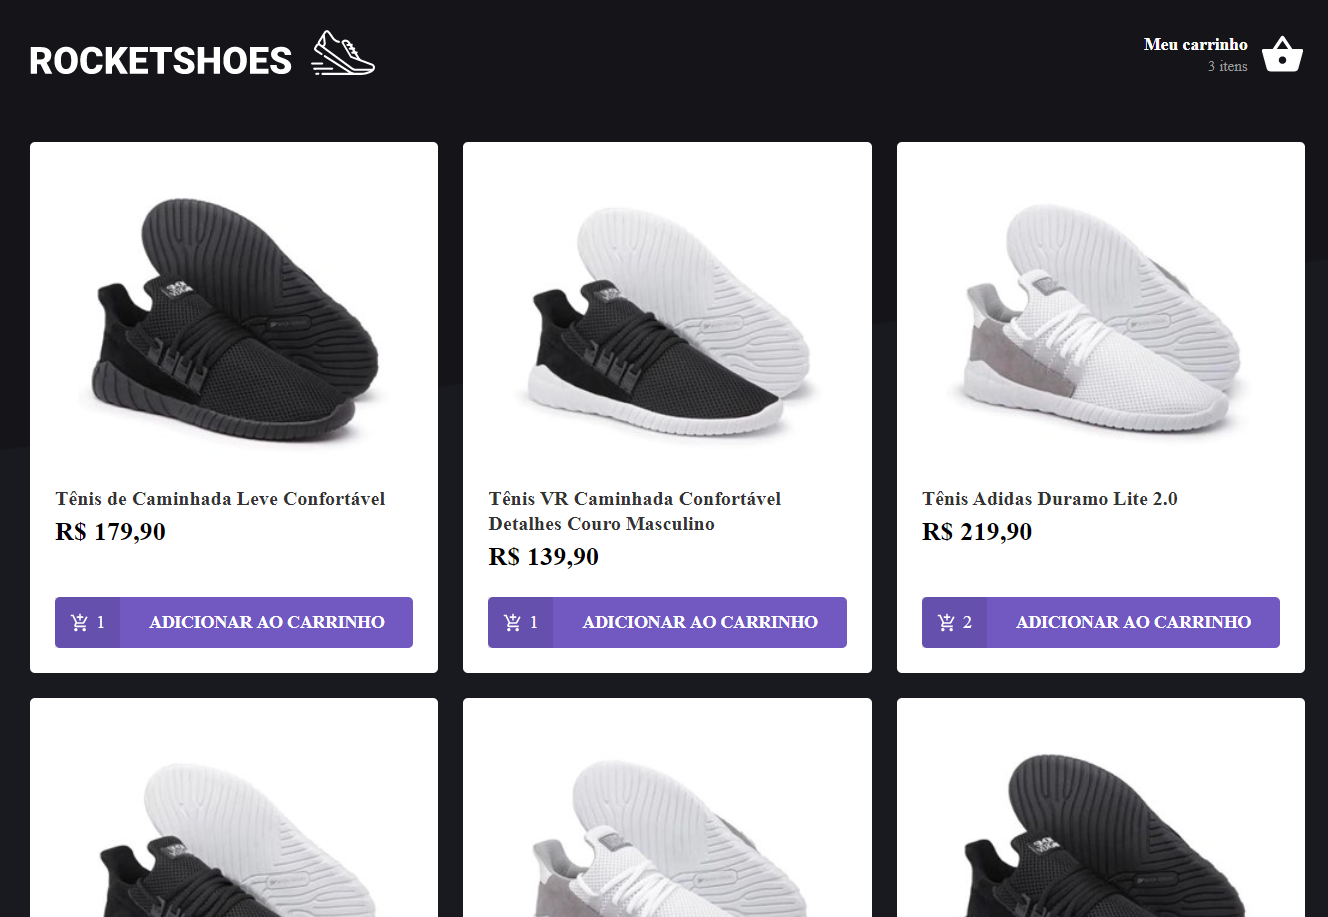 ROCKETSHOES
Meu carrinho
3 itens
Tênis de Caminhada Leve Confortável
R$ 179,90
1 ADICIONAR AO CARRINHO
Tênis VR Caminhada Confortável
Detalhes Couro Masculino
R$ 139,90
1 ADICIONAR AO CARRINHO
Tênis Adidas Duramo Lite 2.0
R$ 219,90
2 ADICIONAR AO CARRINHO